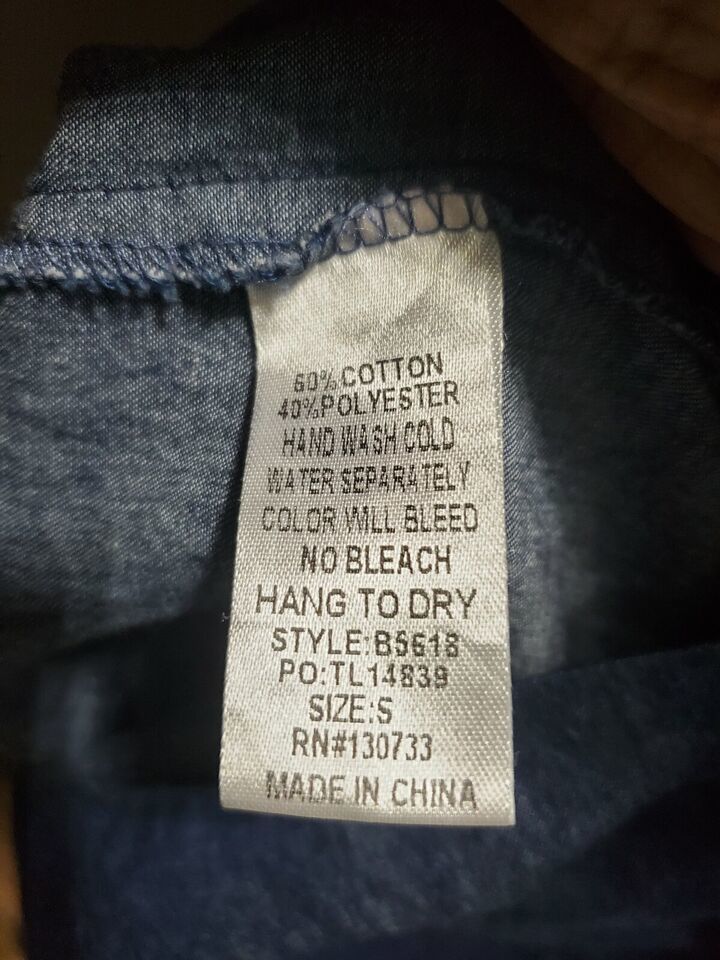 60% COTTON
40% POLYESTER
HAND WASH COLD
WATER SEPARATELY
COLOR WILL BLEED
NO BLEACH
HANG TO DRY
STYLE:BS618
PO:TL14839
SIZE:S
RN#130733
MADE IN CHINA